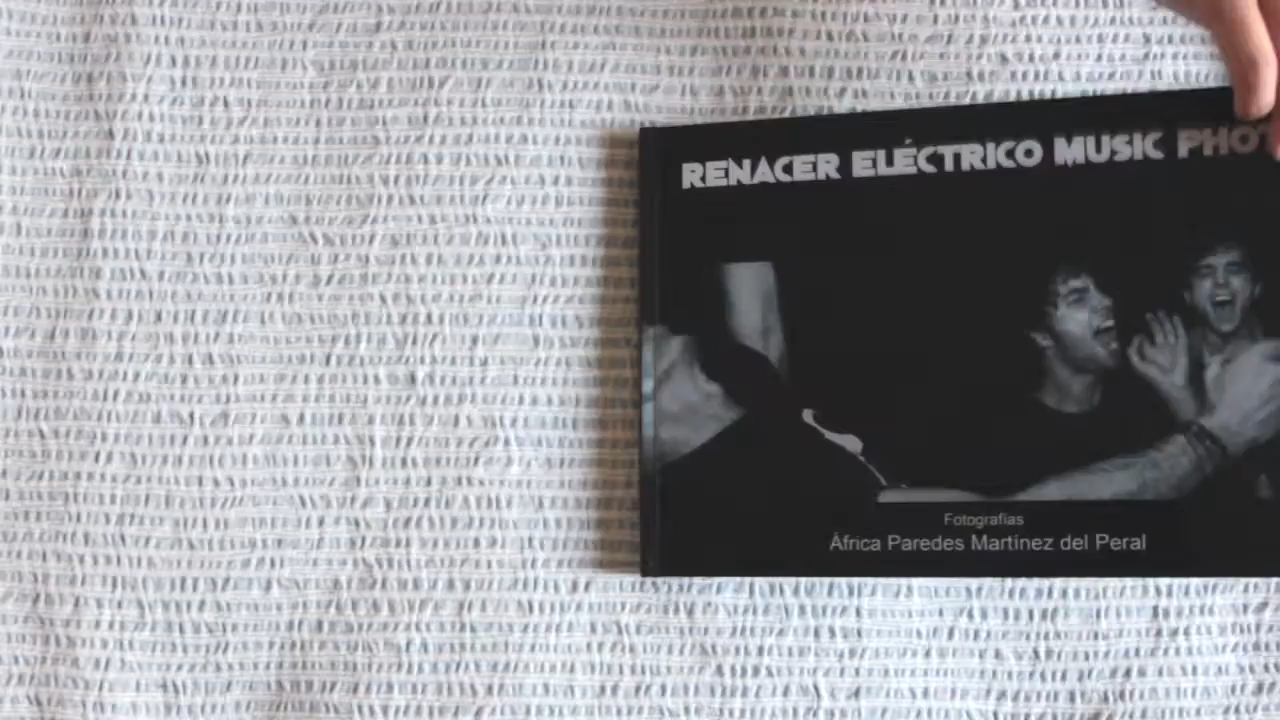 RENACER ELÉCTRICO MUSIC PHOT
Fotografías
África Paredes Martínez del Peral